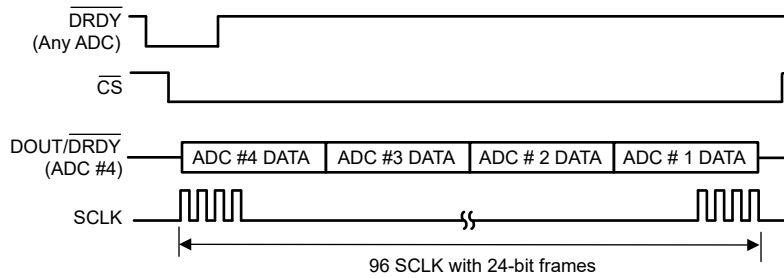 DRDY
(Any ADC)
CS
DOUT/DRDY
(ADC #4)
ADC #4 DATA
ADC #3 DATA
ADC # 2 DATA
ADC # 1 DATA
SCLK
96 SCLK with 24-bit frames